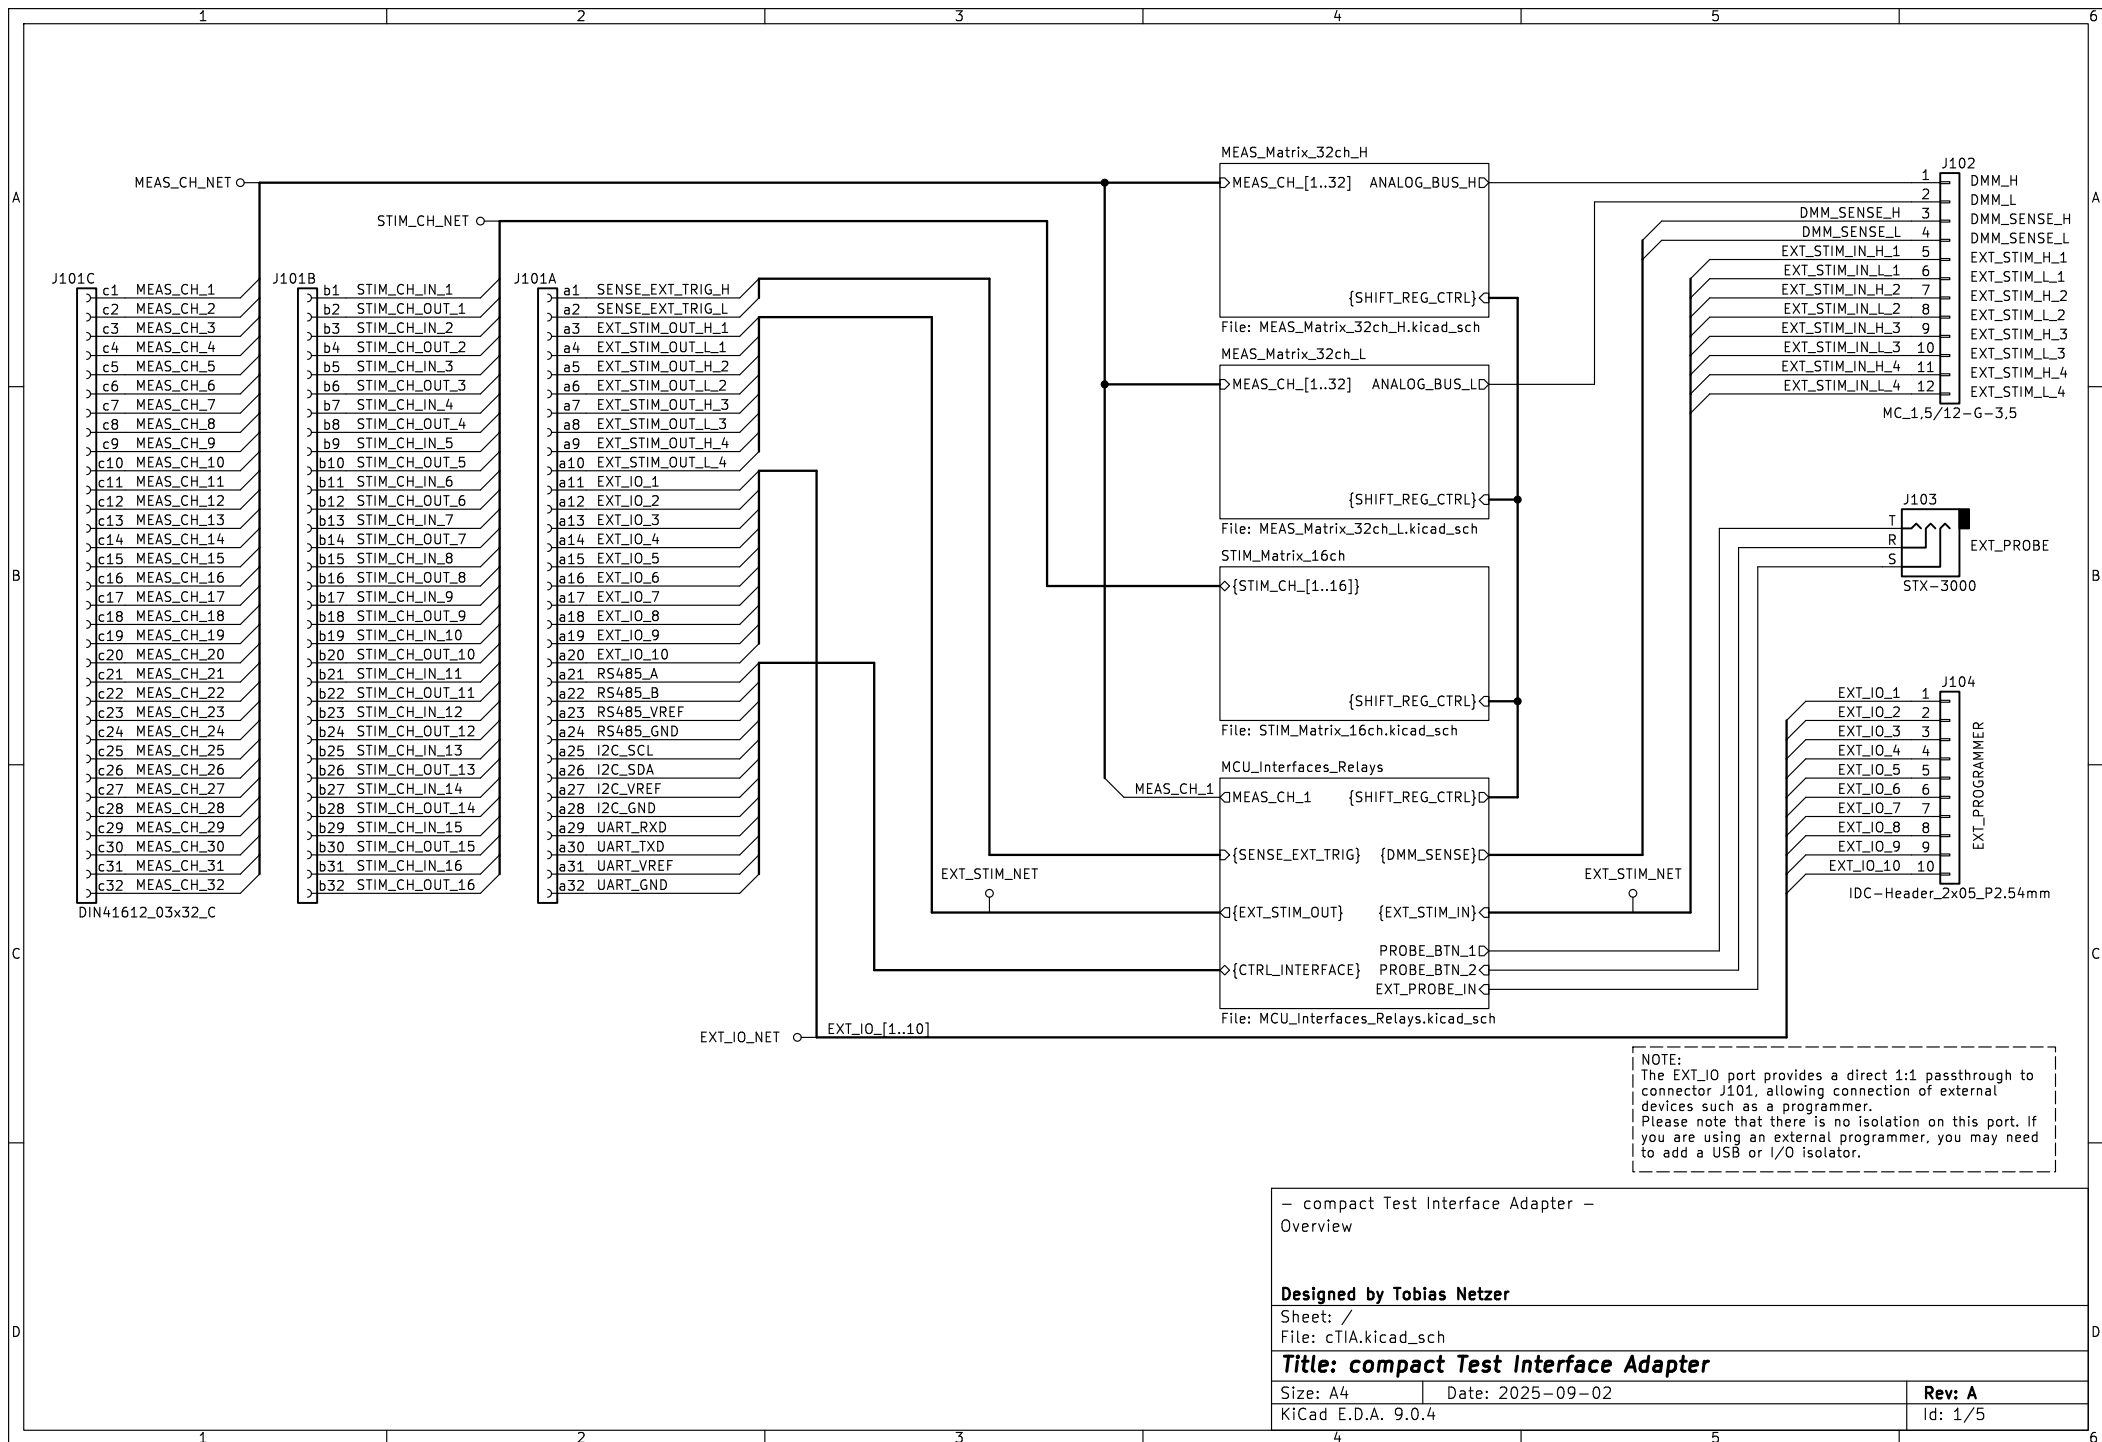 1 2 3 4 5 6
A
B
C
D
MEAS_CH_NET
STIM_CH_NET
J101C
c1 MEAS_CH_1
c2 MEAS_CH_2
c3 MEAS_CH_3
c4 MEAS_CH_4
c5 MEAS_CH_5
c6 MEAS_CH_6
c7 MEAS_CH_7
c8 MEAS_CH_8
c9 MEAS_CH_9
c10 MEAS_CH_10
c11 MEAS_CH_11
c12 MEAS_CH_12
c13 MEAS_CH_13
c14 MEAS_CH_14
c15 MEAS_CH_15
c16 MEAS_CH_16
c17 MEAS_CH_17
c18 MEAS_CH_18
c19 MEAS_CH_19
c20 MEAS_CH_20
c21 MEAS_CH_21
c22 MEAS_CH_22
c23 MEAS_CH_23
c24 MEAS_CH_24
c25 MEAS_CH_25
c26 MEAS_CH_26
c27 MEAS_CH_27
c28 MEAS_CH_28
c29 MEAS_CH_29
c30 MEAS_CH_30
c31 MEAS_CH_31
c32 MEAS_CH_32
DIN41612_03x32_C
J101B
b1 STIM_CH_IN_1
b2 STIM_CH_OUT_1
b3 STIM_CH_IN_2
b4 STIM_CH_OUT_2
b5 STIM_CH_IN_3
b6 STIM_CH_OUT_3
b7 STIM_CH_IN_4
b8 STIM_CH_OUT_4
b9 STIM_CH_IN_5
b10 STIM_CH_OUT_5
b11 STIM_CH_IN_6
b12 STIM_CH_OUT_6
b13 STIM_CH_IN_7
b14 STIM_CH_OUT_7
b15 STIM_CH_IN_8
b16 STIM_CH_OUT_8
b17 STIM_CH_IN_9
b18 STIM_CH_OUT_9
b19 STIM_CH_IN_10
b20 STIM_CH_OUT_10
b21 STIM_CH_IN_11
b22 STIM_CH_OUT_11
b23 STIM_CH_IN_12
b24 STIM_CH_OUT_12
b25 STIM_CH_IN_13
b26 STIM_CH_OUT_13
b27 STIM_CH_IN_14
b28 STIM_CH_OUT_14
b29 STIM_CH_IN_15
b30 STIM_CH_OUT_15
b31 STIM_CH_IN_16
b32 STIM_CH_OUT_16
J101A
a1 SENSE_EXT_TRIG_H
a2 SENSE_EXT_TRIG_L
a3 EXT_STIM_OUT_H_1
a4 EXT_STIM_OUT_L_1
a5 EXT_STIM_OUT_H_2
a6 EXT_STIM_OUT_L_2
a7 EXT_STIM_OUT_H_3
a8 EXT_STIM_OUT_L_3
a9 EXT_STIM_OUT_H_4
a10 EXT_STIM_OUT_L_4
a11 EXT_IO_1
a12 EXT_IO_2
a13 EXT_IO_3
a14 EXT_IO_4
a15 EXT_IO_5
a16 EXT_IO_6
a17 EXT_IO_7
a18 EXT_IO_8
a19 EXT_IO_9
a20 EXT_IO_10
a21 RS485_A
a22 RS485_B
a23 RS485_VREF
a24 RS485_GND
a25 I2C_SCL
a26 I2C_SDA
a27 I2C_VREF
a28 I2C_GND
a29 UART_RXD
a30 UART_TXD
a31 UART_VREF
a32 UART_GND
EXT_STIM_NET
EXT_IO_NET
EXT_IO_[1..10]
MEAS_Matrix_32ch_H
MEAS_CH_[1..32] ANALOG_BUS_H
{SHIFT_REG_CTRL}
File: MEAS_Matrix_32ch_H.kicad_sch
MEAS_Matrix_32ch_L
MEAS_CH_[1..32] ANALOG_BUS_L
{SHIFT_REG_CTRL}
File: MEAS_Matrix_32ch_L.kicad_sch
STIM_Matrix_16ch
{STIM_CH_[1..16]}
{SHIFT_REG_CTRL}
File: STIM_Matrix_16ch.kicad_sch
MCU_Interfaces_Relays
MEAS_CH_1
MEAS_CH_1 {SHIFT_REG_CTRL}
{SENSE_EXT_TRIG} {DMM_SENSE}
{EXT_STIM_OUT} {EXT_STIM_IN}
PROBE_BTN_1
{CTRL_INTERFACE} PROBE_BTN_2
EXT_PROBE_IN
File: MCU_Interfaces_Relays.kicad_sch
EXT_STIM_NET
J102
1 DMM_H
2 DMM_L
DMM_SENSE_H 3 DMM_SENSE_H
DMM_SENSE_L 4 DMM_SENSE_L
EXT_STIM_IN_H_1 5 EXT_STIM_H_1
EXT_STIM_IN_L_1 6 EXT_STIM_L_1
EXT_STIM_IN_H_2 7 EXT_STIM_H_2
EXT_STIM_IN_L_2 8 EXT_STIM_L_2
EXT_STIM_IN_H_3 9 EXT_STIM_H_3
EXT_STIM_IN_L_3 10 EXT_STIM_L_3
EXT_STIM_IN_H_4 11 EXT_STIM_H_4
EXT_STIM_IN_L_4 12 EXT_STIM_L_4
MC_1,5/12-G-3,5
J103
T
R
S
EXT_PROBE
STX-3000
J104
EXT_IO_1 1
EXT_IO_2 2
EXT_IO_3 3
EXT_IO_4 4
EXT_IO_5 5
EXT_IO_6 6
EXT_IO_7 7
EXT_IO_8 8
EXT_IO_9 9
EXT_IO_10 10
EXT_PROGRAMMER
IDC-Header_2x05_P2.54mm
NOTE:
The EXT_IO port provides a direct 1:1 passthrough to
connector J101, allowing connection of external
devices such as a programmer.
Please note that there is no isolation on this port. If
you are using an external programmer, you may need
to add a USB or I/O isolator.
- compact Test Interface Adapter -
Overview
Designed by Tobias Netzer
Sheet: /
File: cTIA.kicad_sch
Title: compact Test Interface Adapter
Size: A4 Date: 2025-09-02 Rev: A
KiCad E.D.A. 9.0.4 Id: 1/5
A
B
C
D
1 2 3 4 5 6